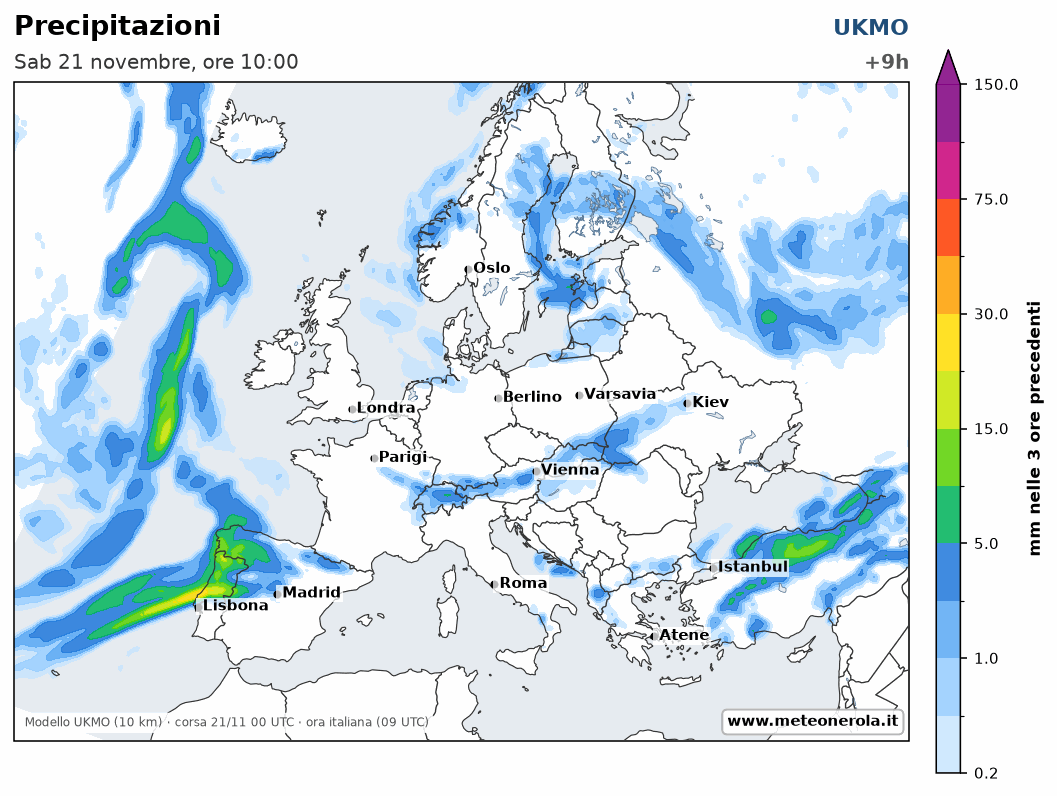 Precipitazioni
UKMO
Sab 21 novembre, ore 10:00
+9h
150.0
75.0
30.0
15.0
5.0
1.0
0.2
mm nelle 3 ore precedenti
Oslo
Londra
Berlino
Varsavia
Kiev
Parigi
Vienna
Istanbul
Roma
Madrid
Lisbona
Atene
Modello UKMO (10 km) · corsa 21/11 00 UTC · ora italiana (09 UTC)
www.meteonerola.it